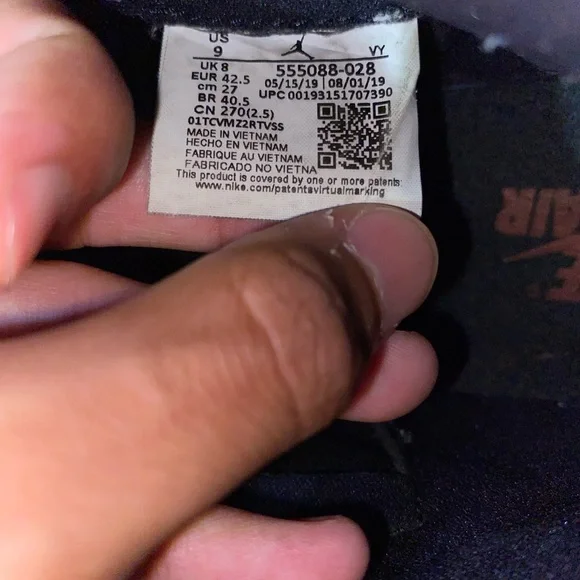 US
9 VY
UK 8 555088-028
EUR 42.5 05/15/19 08/01/19
cm 27 UPC 00193151707390
BR 40.5
CN 270(2.5)
01TCVMZ2RTVSS
MADE IN VIETNAM
HECHO EN VIETNAM
FABRIQUE AU VIETNAM
FABRICADO NO VIETNA
This product is covered by one or more patents:
www.nike.com/patentsvirtualmarking
AIR